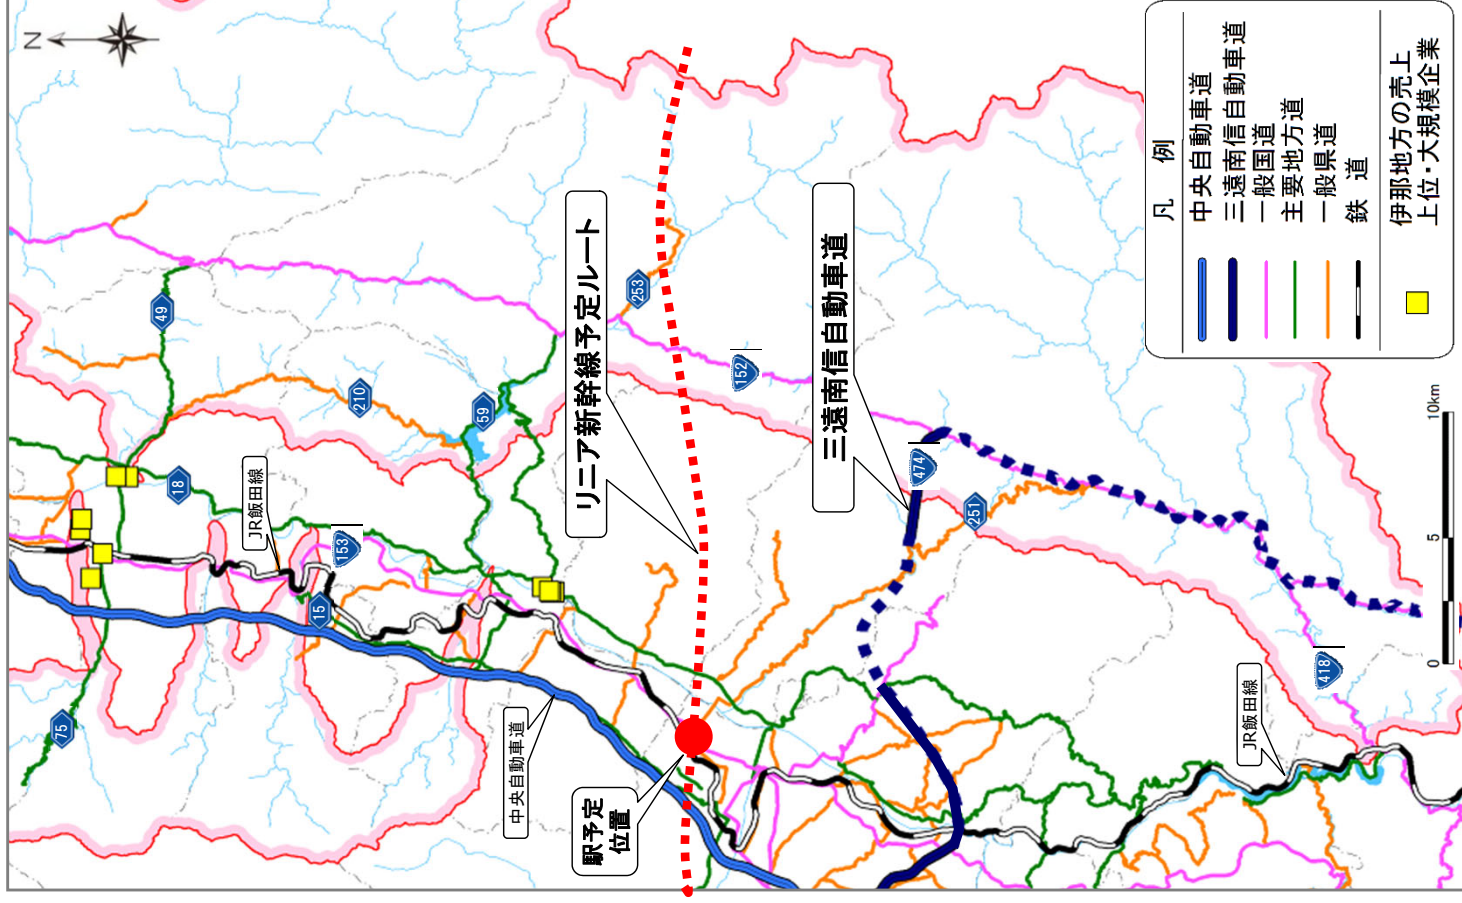 N
49
253
リニア新幹線予定ルート
三遠南信自動車道
152
210
59
474
18
JR飯田線
153
251
15
75
中央自動車道
駅予定
位置
418
JR飯田線
凡 例
中央自動車道
三遠南信自動車道
一般国道
主要地方道
一般県道
鉄 道
伊那地方の売上
上位・大規模企業
0 5 10km